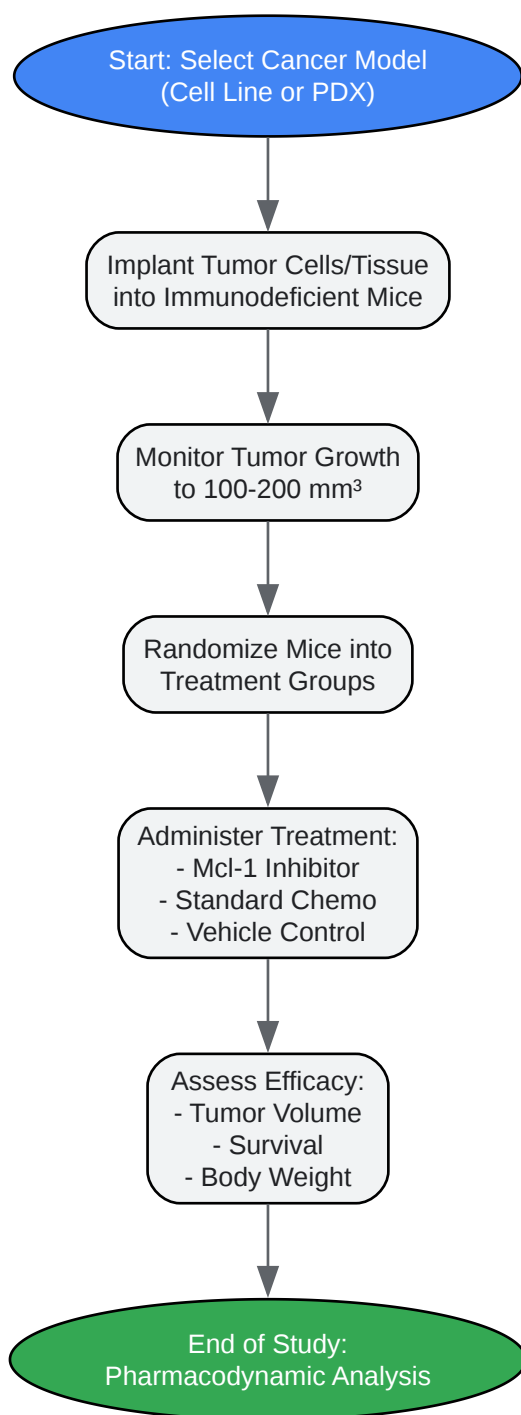 Start: Select Cancer Model
(Cell Line or PDX)
Implant Tumor Cells/Tissue
into Immunodeficient Mice
Monitor Tumor Growth
to 100-200 mm³
Randomize Mice into
Treatment Groups
Administer Treatment:
- Mcl-1 Inhibitor
- Standard Chemo
- Vehicle Control
Assess Efficacy:
- Tumor Volume
- Survival
- Body Weight
End of Study:
Pharmacodynamic Analysis